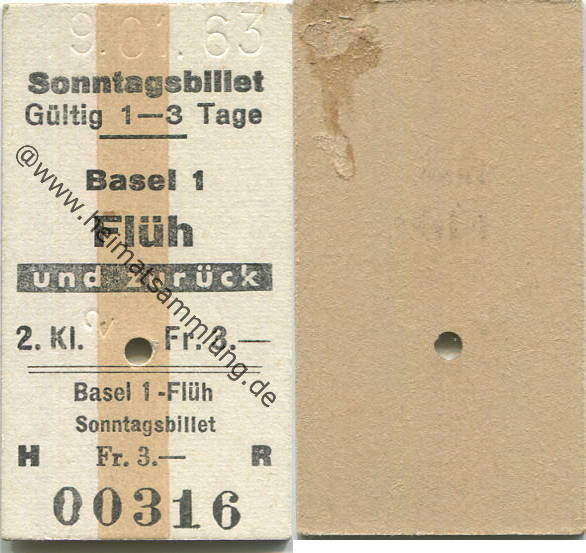 19.01.63
Sonntagsbillet
Gültig 1—3 Tage
Basel 1
Flüh
und zurück
2. Kl. Fr. 3.—
Basel 1 - Flüh
Sonntagsbillet
H Fr. 3.— R
00316
@www.heimatsammlung.de